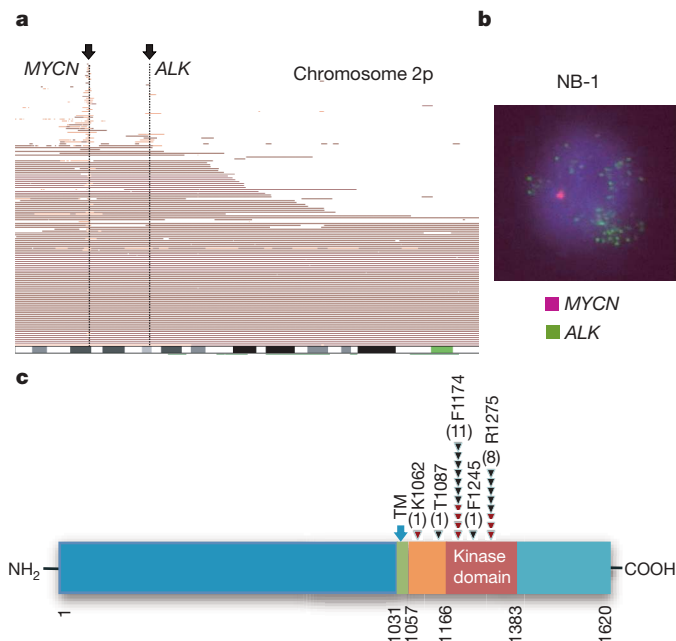 a
MYCN
ALK
Chromosome 2p
b
NB-1
MYCN
ALK
c
TM
(1) K1062
(1) T1087
(11) F1174
(1) F1245
(8) R1275
NH2
Kinase
domain
COOH
1
1031
1057
1166
1383
1620